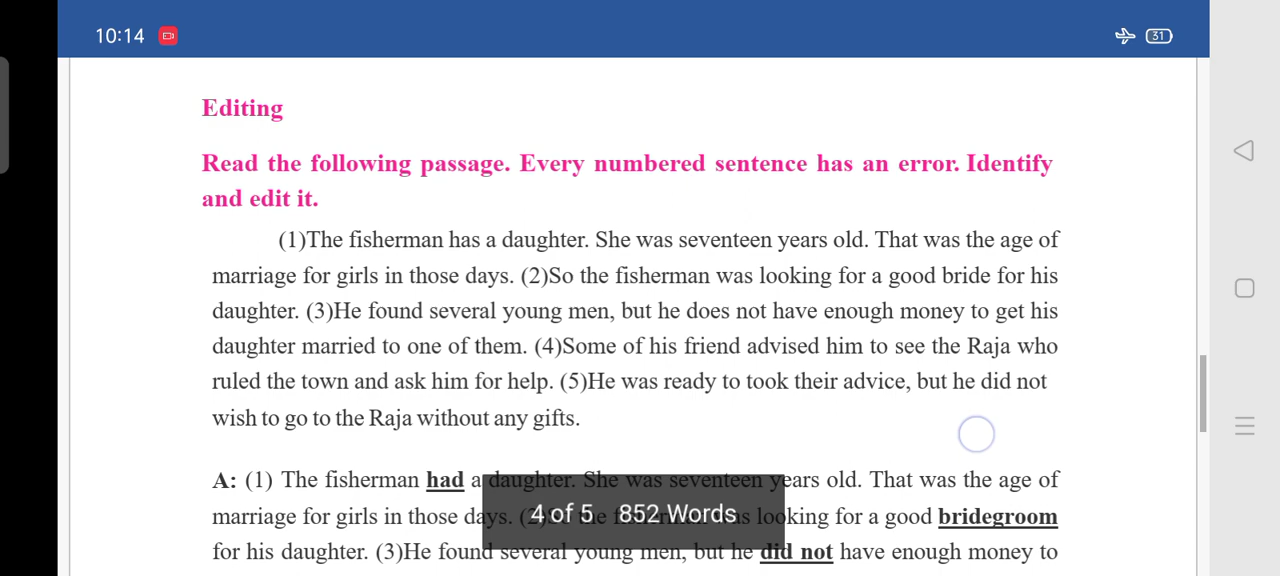 10:14
31
Editing
Read the following passage. Every numbered sentence has an error. Identify
and edit it.
(1)The fisherman has a daughter. She was seventeen years old. That was the age of
marriage for girls in those days. (2)So the fisherman was looking for a good bride for his
daughter. (3)He found several young men, but he does not have enough money to get his
daughter married to one of them. (4)Some of his friend advised him to see the Raja who
ruled the town and ask him for help. (5)He was ready to took their advice, but he did not
wish to go to the Raja without any gifts.
A: (1) The fisherman had a daughter. She was seventeen years old. That was the age of
marriage for girls in those days. (2)So the fisherman was looking for a good bridegroom
for his daughter. (3)He found several young men, but he did not have enough money to
4 of 5 852 Words